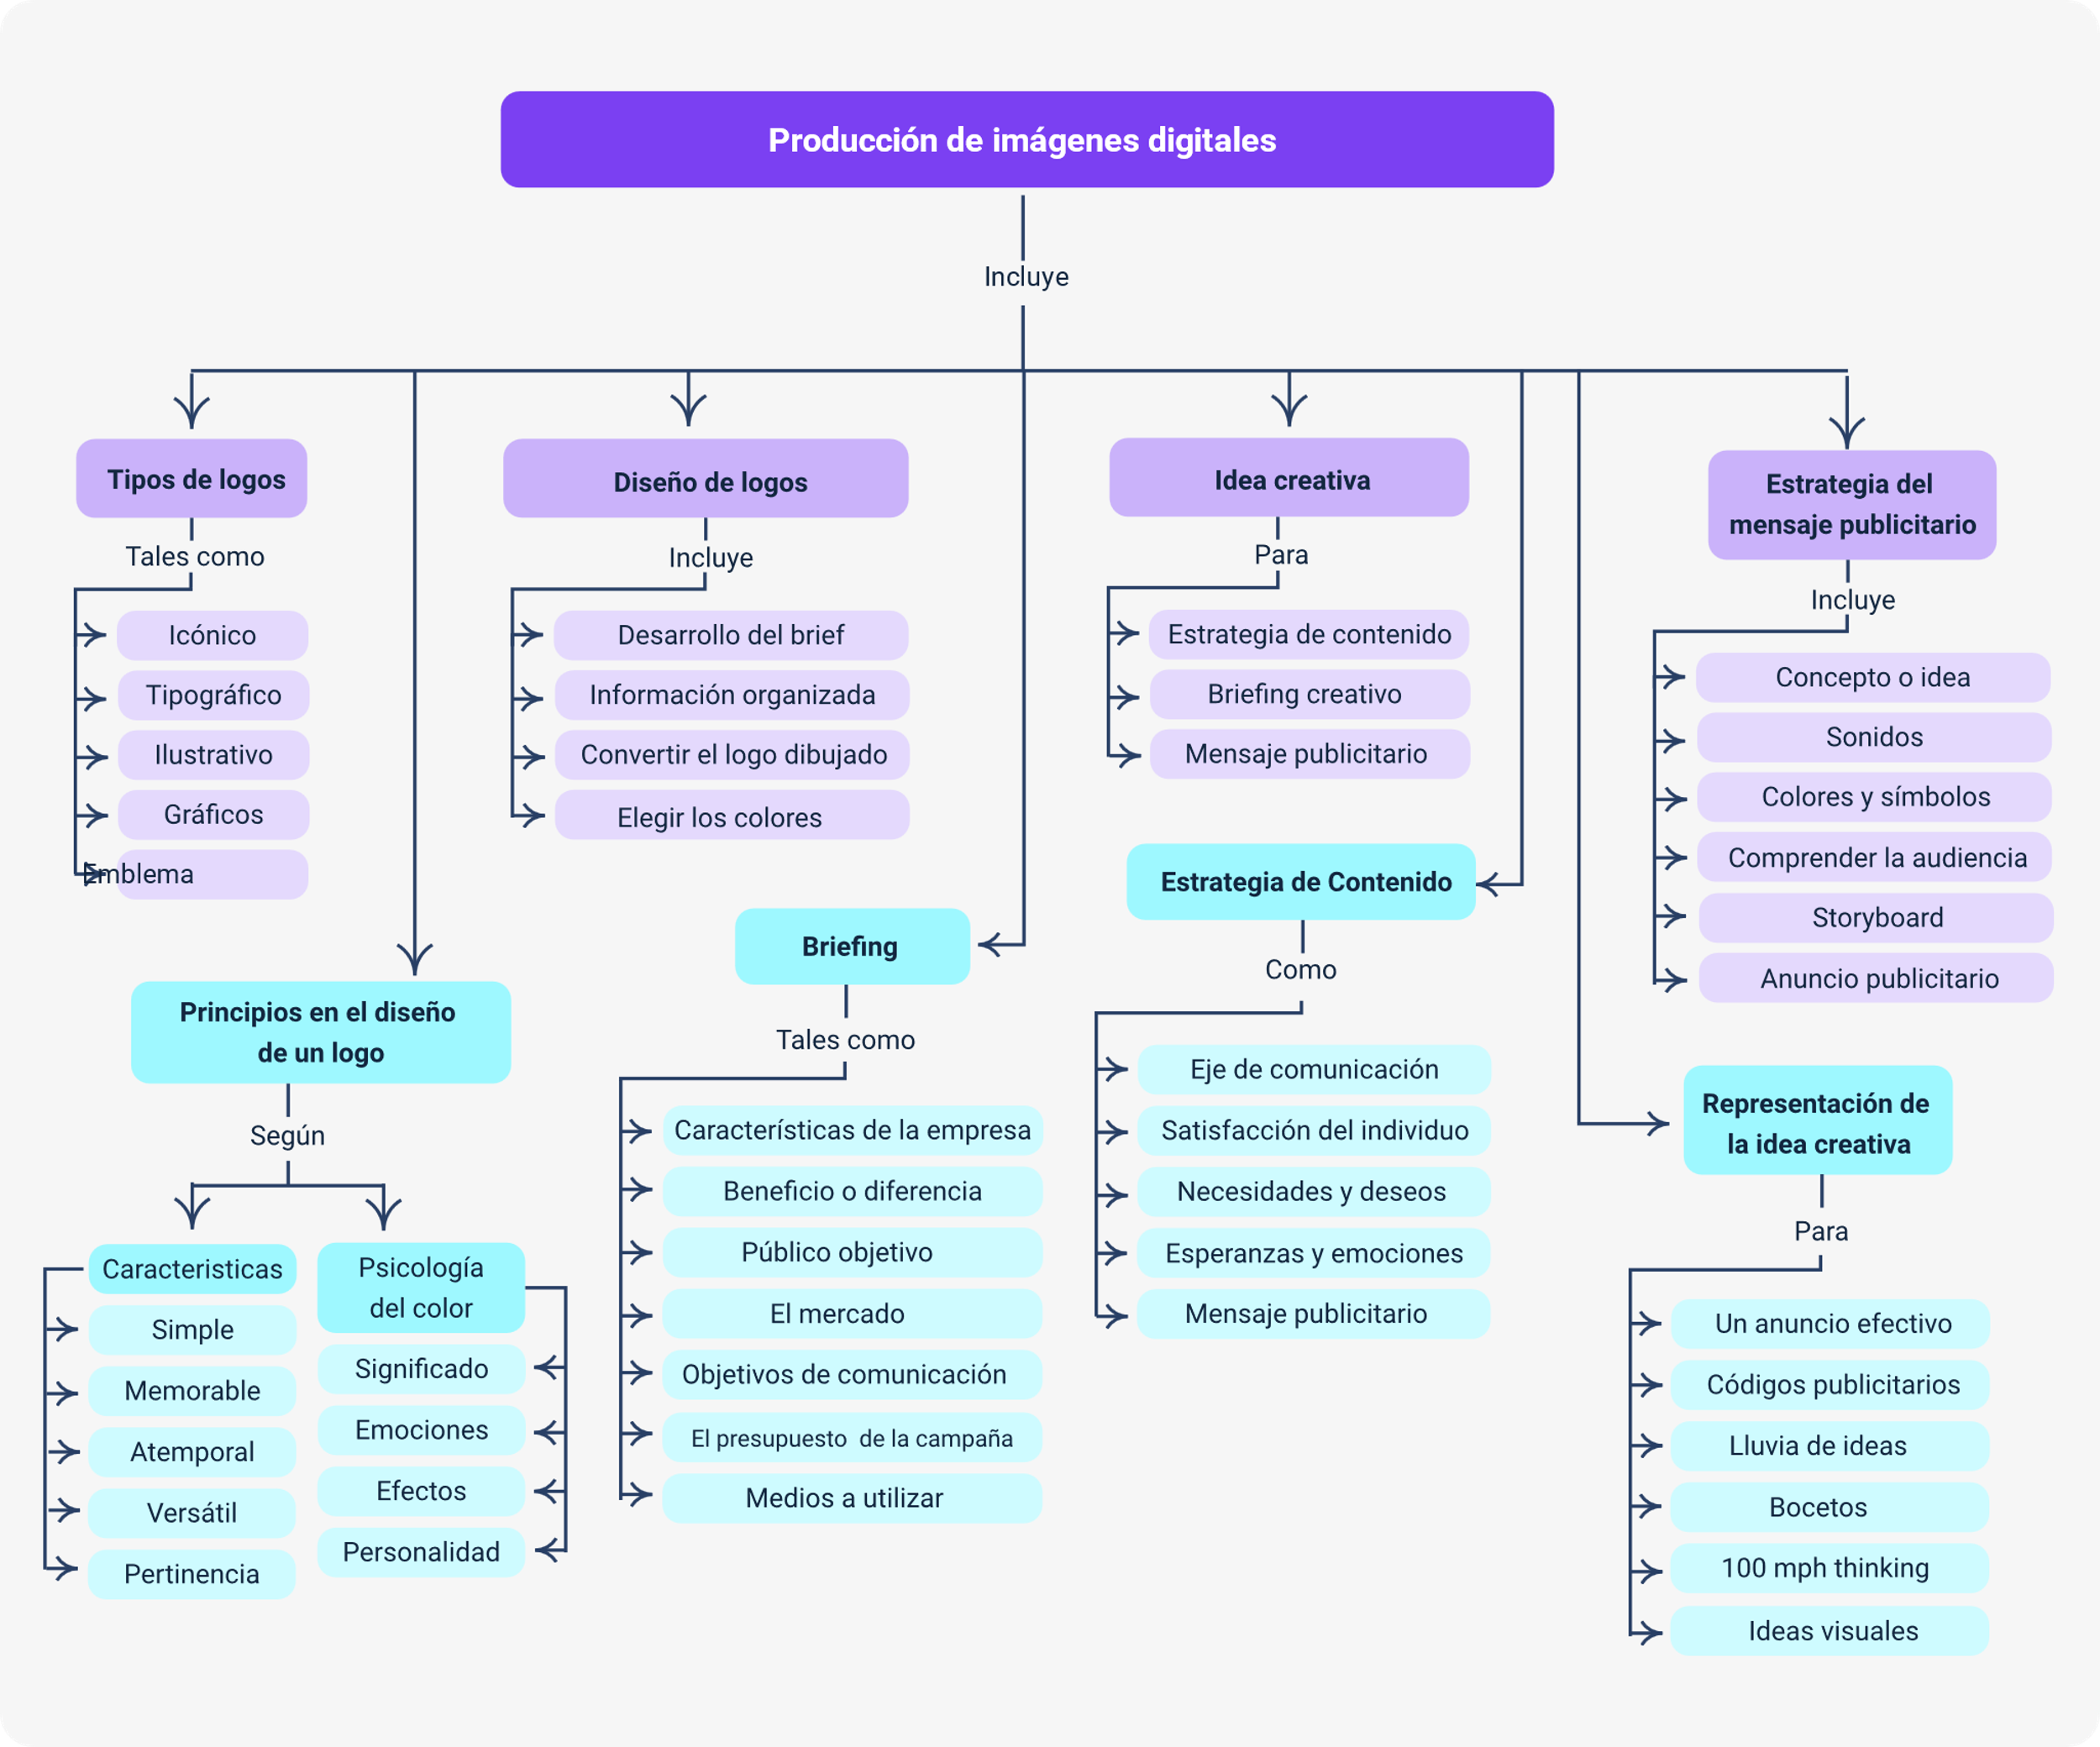 Producción de imágenes digitales
Incluye
Tipos de logos
Tales como
Icónico
Tipográfico
Ilustrativo
Gráficos
Emblema
Principios en el diseño
de un logo
Según
Caracteristicas
Simple
Memorable
Atemporal
Versátil
Pertinencia
Psicología
del color
Significado
Emociones
Efectos
Personalidad
Diseño de logos
Incluye
Desarrollo del brief
Información organizada
Convertir el logo dibujado
Elegir los colores
Briefing
Tales como
Características de la empresa
Beneficio o diferencia
Público objetivo
El mercado
Objetivos de comunicación
El presupuesto  de la campaña
Medios a utilizar
Idea creativa
Para
Estrategia de contenido
Briefing creativo
Mensaje publicitario
Estrategia de Contenido
Como
Eje de comunicación
Satisfacción del individuo
Necesidades y deseos
Esperanzas y emociones
Mensaje publicitario
Estrategia del
mensaje publicitario
Incluye
Concepto o idea
Sonidos
Colores y símbolos
Comprender la audiencia
Storyboard
Anuncio publicitario
Representación de
la idea creativa
Para
Un anuncio efectivo
Códigos publicitarios
Lluvia de ideas
Bocetos
100 mph thinking
Ideas visuales